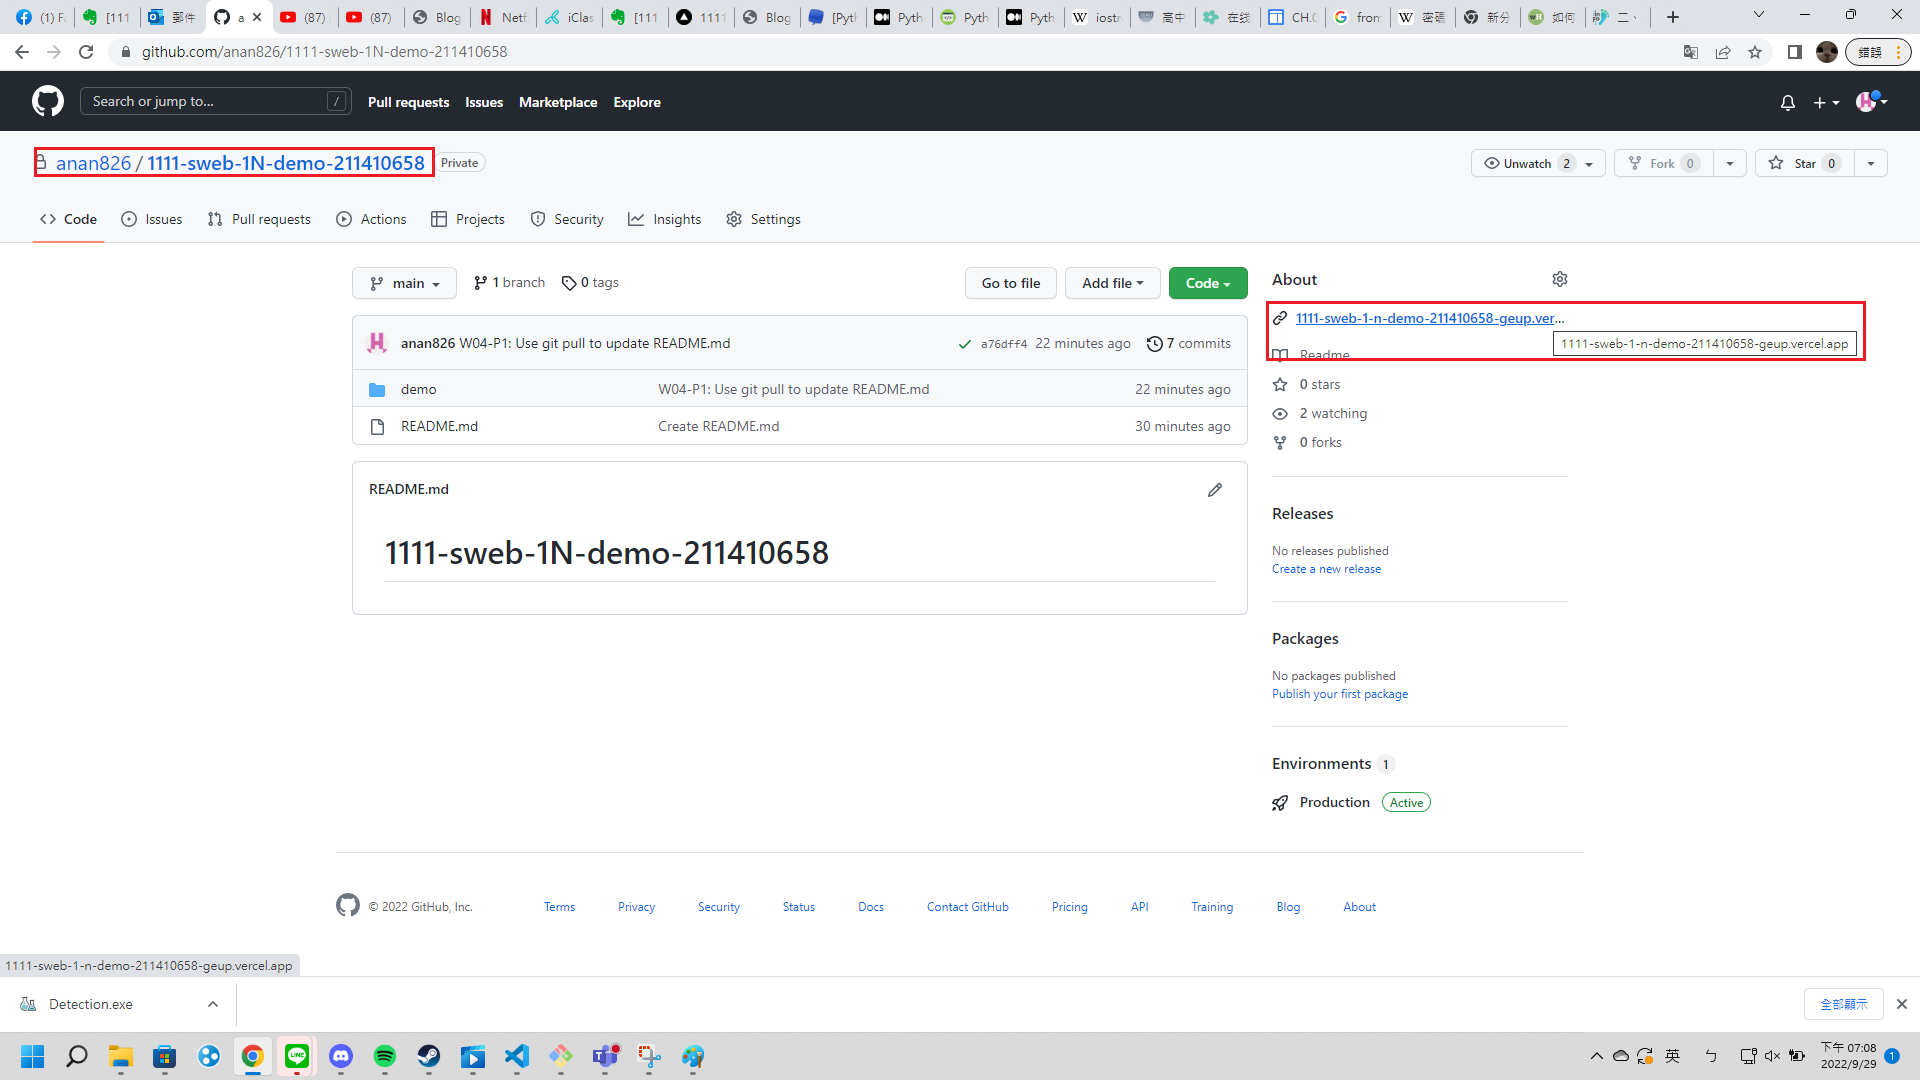 (1) F
[111
郵件
a
(87)
(87)
Blog
Netf
iClas
[111
1111
Blog
[Pyth
Pyth
Pyth
Pyth
iostr
高中
在线
CH.0
from
密碼
新分
如何
二、
github.com/anan826/1111-sweb-1N-demo-211410658
錯誤
Search or jump to...
/
Pull requests
Issues
Marketplace
Explore
anan826 / 1111-sweb-1N-demo-211410658
Private
Unwatch 2
Fork 0
Star 0
Code
Issues
Pull requests
Actions
Projects
Security
Insights
Settings
main
1 branch
0 tags
Go to file
Add file
Code
About
anan826 W04-P1: Use git pull to update README.md
a76dff4 22 minutes ago
7 commits
1111-sweb-1-n-demo-211410658-geup.ver...
1111-sweb-1-n-demo-211410658-geup.vercel.app
Readme
demo
W04-P1: Use git pull to update README.md
22 minutes ago
0 stars
README.md
Create README.md
30 minutes ago
2 watching
0 forks
README.md
1111-sweb-1N-demo-211410658
Releases
No releases published
Create a new release
Packages
No packages published
Publish your first package
Environments 1
Production Active
© 2022 GitHub, Inc.
Terms
Privacy
Security
Status
Docs
Contact GitHub
Pricing
API
Training
Blog
About
1111-sweb-1-n-demo-211410658-geup.vercel.app
Detection.exe
全部顯示
LINE
英
ㄅ
下午 07:08
2022/9/29
1